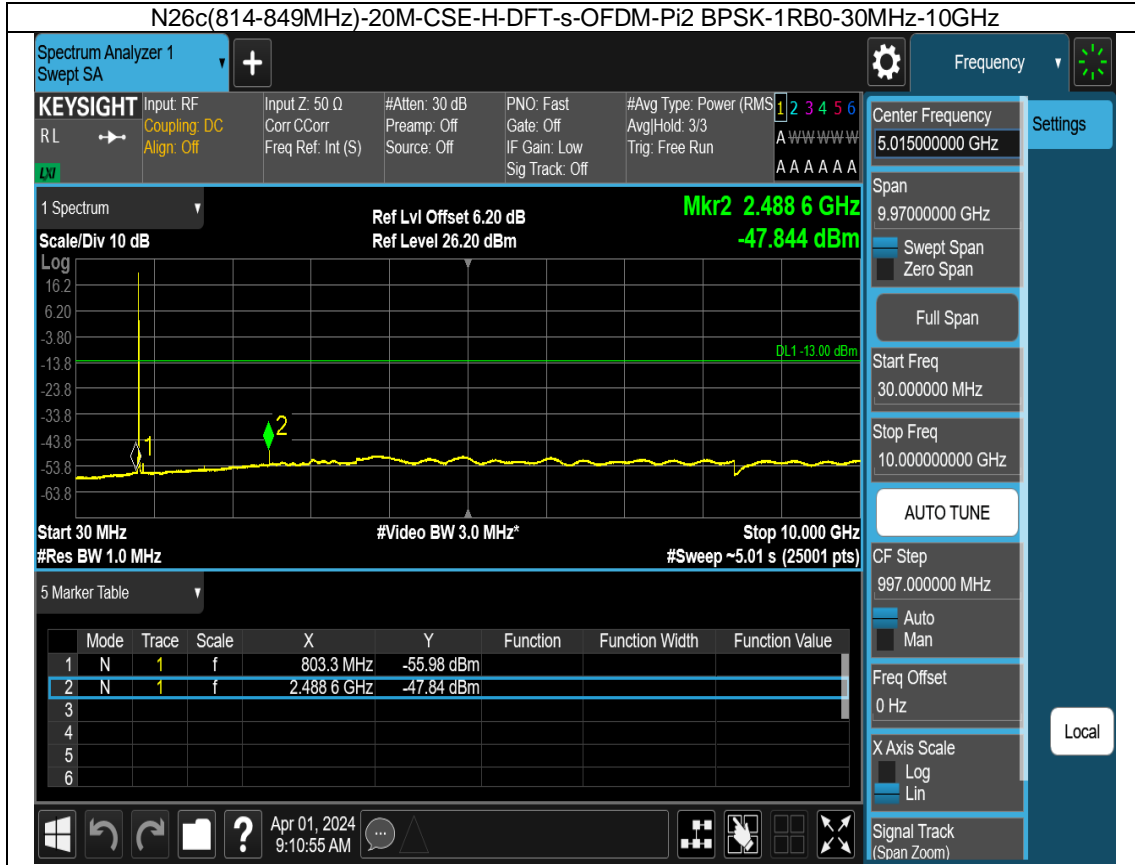 N26c(814-849MHz)-20M-CSE-H-DFT-s-OFDM-Pi2 BPSK-1RB0-30MHz-10GHz
Spectrum Analyzer 1
Swept SA
+
Frequency
KEYSIGHT
R L
LXI
Input: RF
Coupling: DC
Align: Off
Input Z: 50 Ω
Corr CCorr
Freq Ref: Int (S)
#Atten: 30 dB
Preamp: Off
Source: Off
PNO: Fast
Gate: Off
IF Gain: Low
Sig Track: Off
#Avg Type: Power (RMS
Avg|Hold: 3/3
Trig: Free Run
1 2 3 4 5 6
A W W W W W
A A A A A A
1 Spectrum
Scale/Div 10 dB
Ref Lvl Offset 6.20 dB
Ref Level 26.20 dBm
Mkr2 2.488 6 GHz
-47.844 dBm
Log
16.2
6.20
-3.80
-13.8
-23.8
-33.8
-43.8
-53.8
-63.8
DL1 -13.00 dBm
1
2
Start 30 MHz
#Res BW 1.0 MHz
#Video BW 3.0 MHz*
Stop 10.000 GHz
#Sweep ~5.01 s (25001 pts)
5 Marker Table
Mode Trace Scale X Y Function Function Width Function Value
1 N 1 f 803.3 MHz -55.98 dBm
2 N 1 f 2.488 6 GHz -47.84 dBm
3
4
5
6
Center Frequency
5.015000000 GHz
Span
9.97000000 GHz
Swept Span
Zero Span
Full Span
Start Freq
30.000000 MHz
Stop Freq
10.000000000 GHz
AUTO TUNE
CF Step
997.000000 MHz
Auto
Man
Freq Offset
0 Hz
X Axis Scale
Log
Lin
Signal Track
(Span Zoom)
Settings
Local
?
Apr 01, 2024
9:10:55 AM